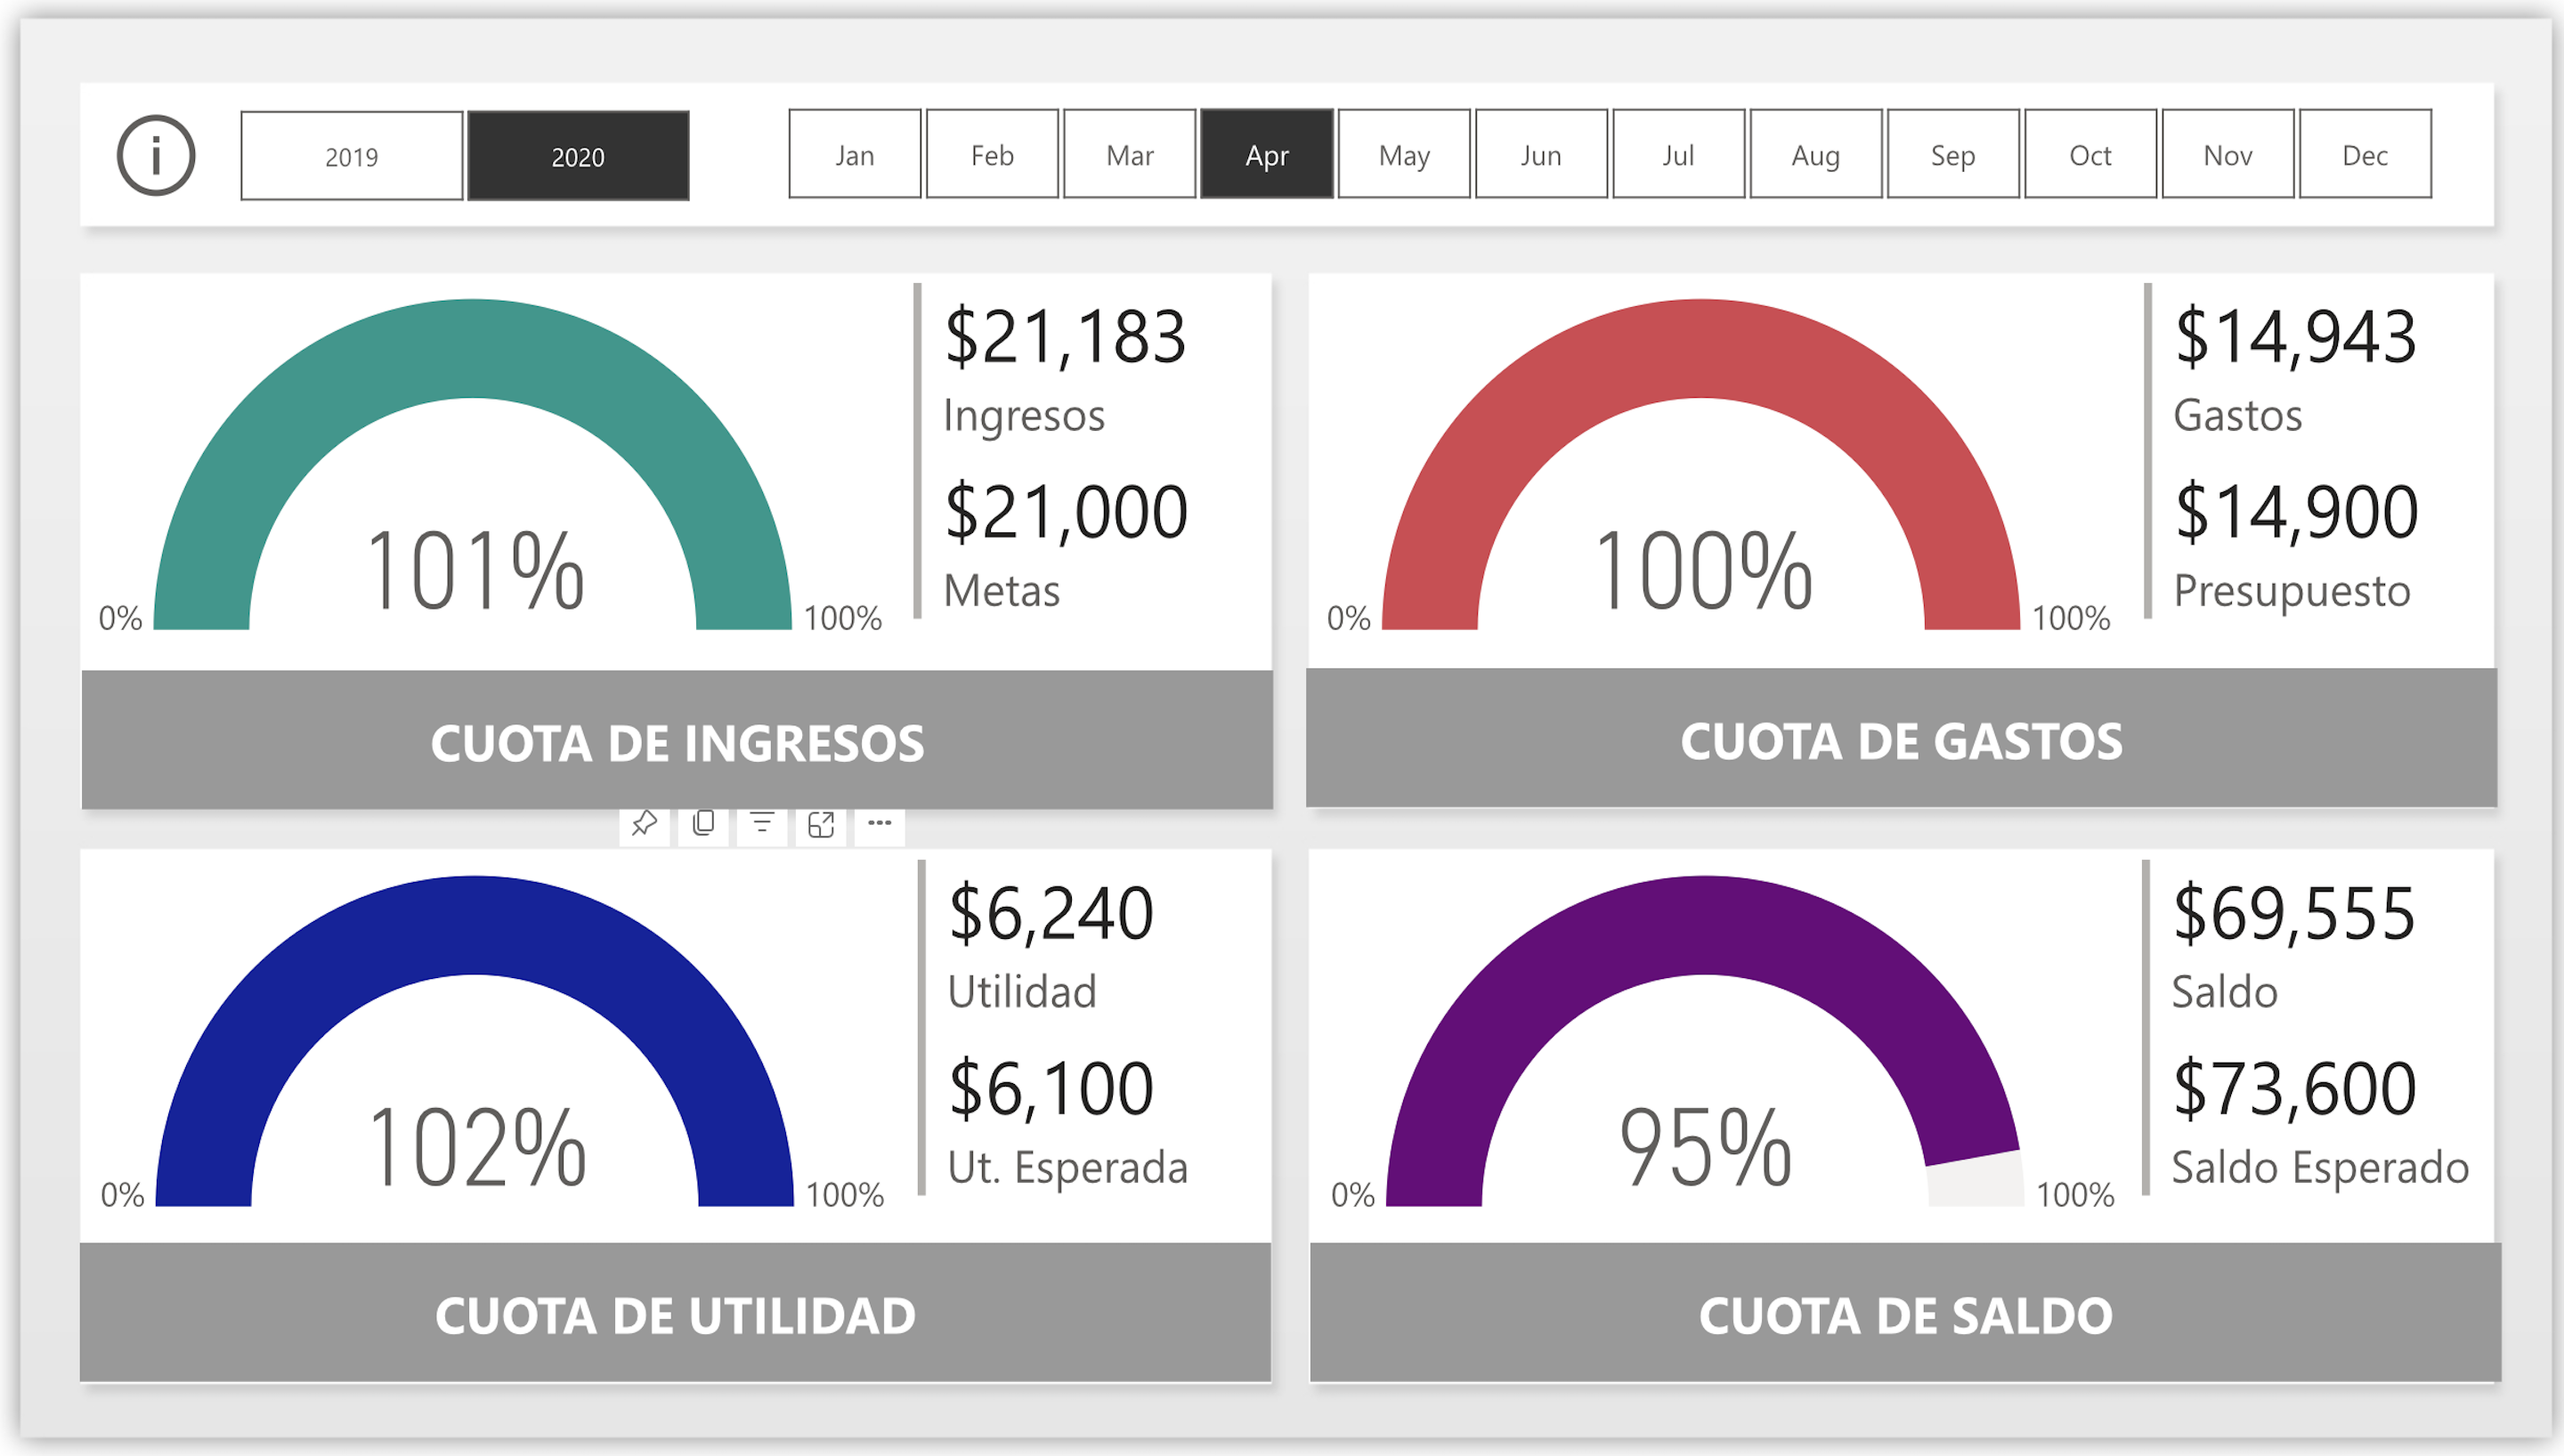 i
2019
2020
Jan
Feb
Mar
Apr
May
Jun
Jul
Aug
Sep
Oct
Nov
Dec
$21,183
Ingresos
$21,000
Metas
101%
0%
100%
CUOTA DE INGRESOS
$14,943
Gastos
$14,900
Presupuesto
100%
0%
100%
CUOTA DE GASTOS
$6,240
Utilidad
$6,100
Ut. Esperada
102%
0%
100%
CUOTA DE UTILIDAD
$69,555
Saldo
$73,600
Saldo Esperado
95%
0%
100%
CUOTA DE SALDO